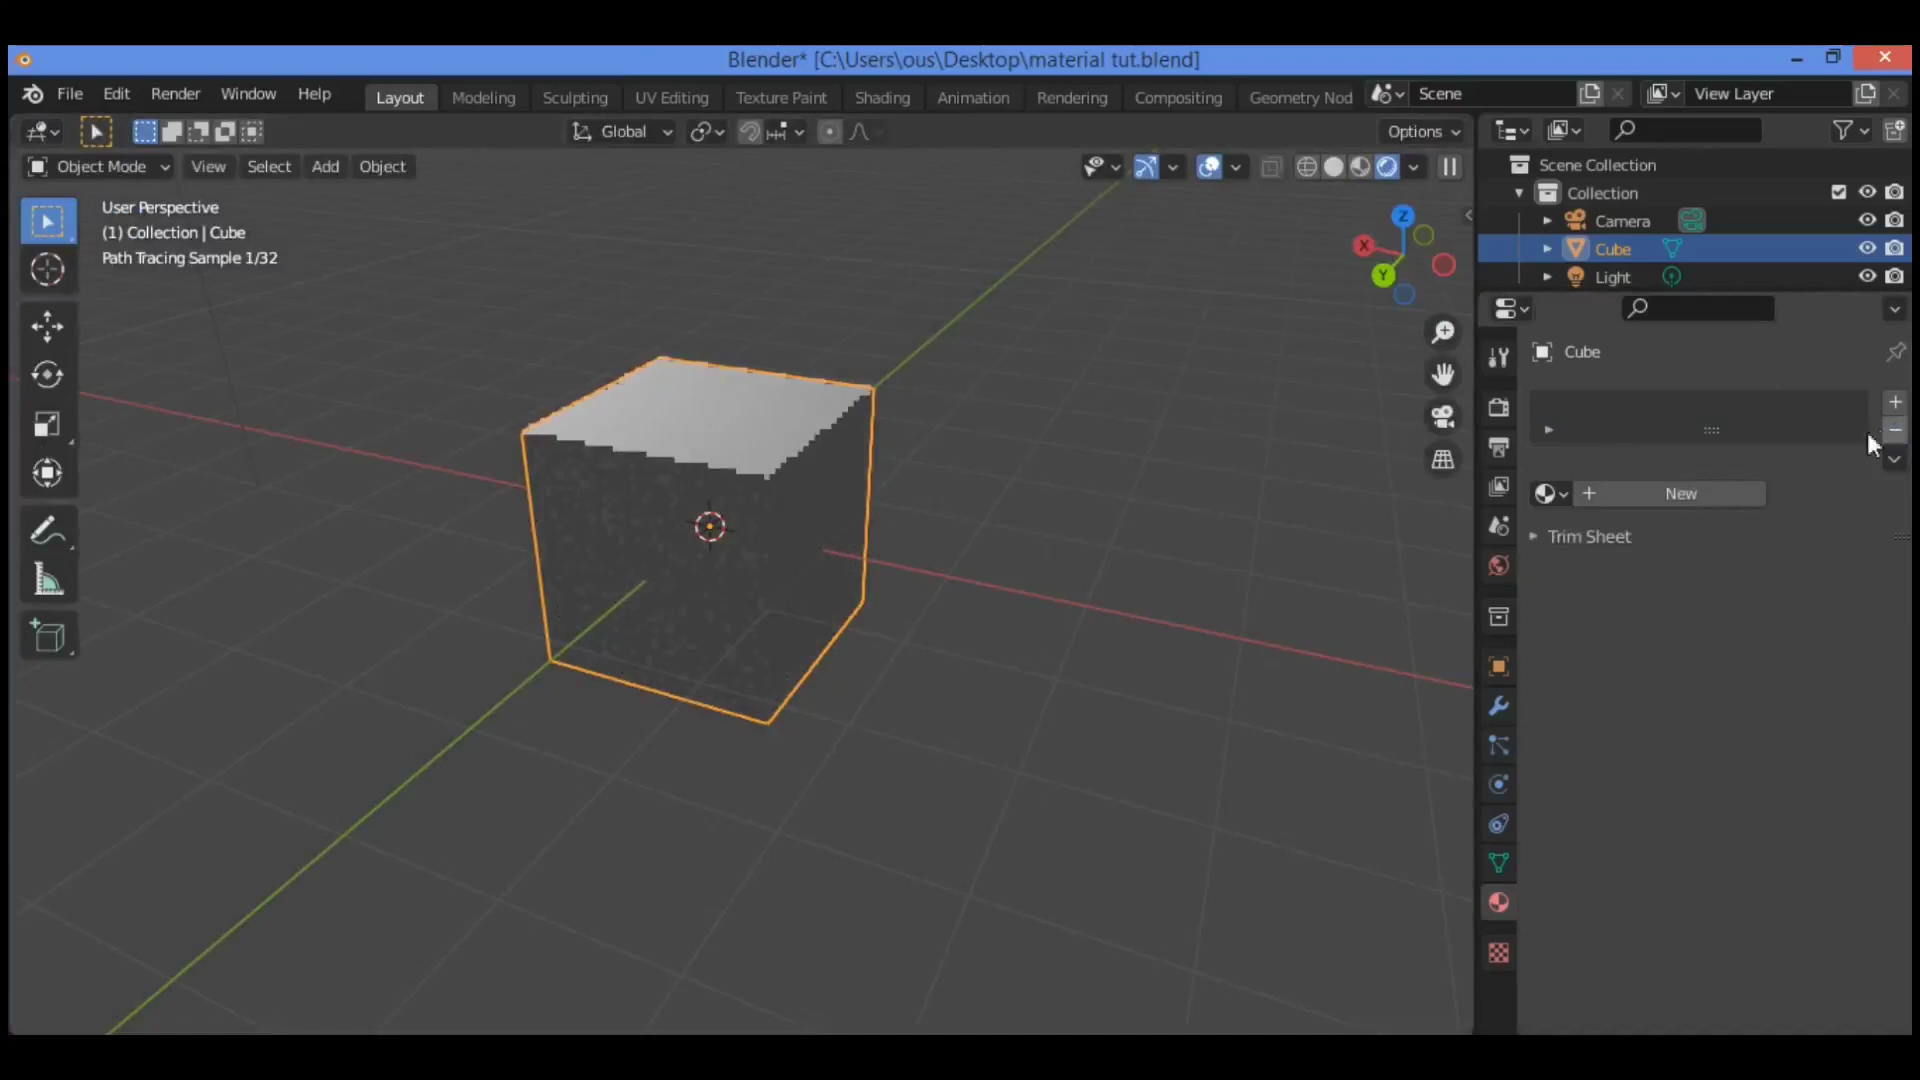 Blender* [C:\Users\ous\Desktop\material tut.blend]
File Edit Render Window Help Layout Modeling Sculpting UV Editing Texture Paint Shading Animation Rendering Compositing Geometry Nod Scene View Layer
Global Options
Object Mode View Select Add Object
User Perspective
(1) Collection | Cube
Path Tracing Sample 1/32
Z
X
Y
Scene Collection
Collection
Camera
Cube
Light
Cube
New
Trim Sheet